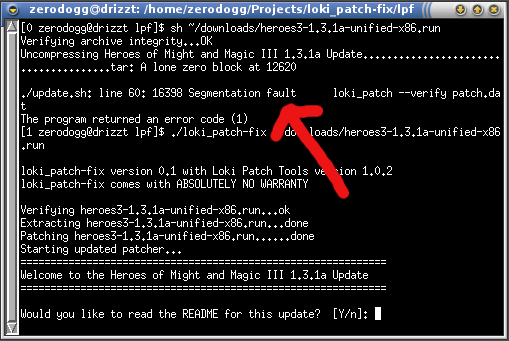 zerodogg@drizzt: /home/zerodogg/Projects/loki_patch-fix/lpf
[0 zerodogg@drizzt lpf]$ sh ~/downloads/heroes3-1.3.1a-unified-x86.run
Verifying archive integrity...OK
Uncompressing Heroes of Might and Magic III 1.3.1a Update.......................
...............tar: A lone zero block at 12620
./update.sh: line 60: 16398 Segmentation fault      loki_patch --verify patch.da
t
The program returned an error code (1)
[1 zerodogg@drizzt lpf]$ ./loki_patch-fix downloads/heroes3-1.3.1a-unified-x86
.run
loki_patch-fix version 0.1 with Loki Patch Tools version 1.0.2
loki_patch-fix comes with ABSOLUTELY NO WARRANTY
Verifying heroes3-1.3.1a-unified-x86.run...ok
Extracting heroes3-1.3.1a-unified-x86.run...done
Patching heroes3-1.3.1a-unified-x86.run......done
Starting updated patcher...
============================================================
Welcome to the Heroes of Might and Magic III 1.3.1a Update
============================================================
Would you like to read the README for this update?  [Y/n]: